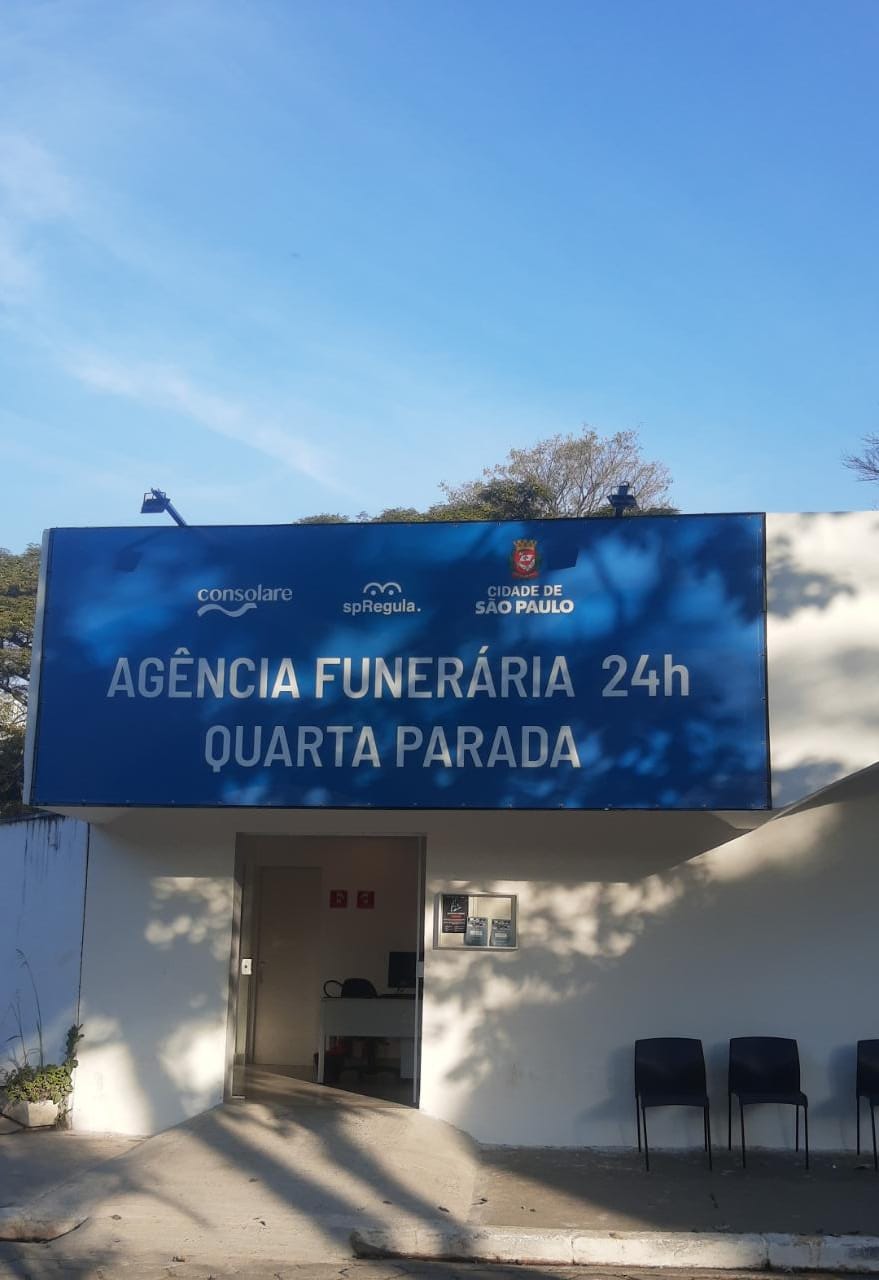 consolare
spRegula.
CIDADE DE
SÃO PAULO
AGÊNCIA FUNERÁRIA 24h
QUARTA PARADA